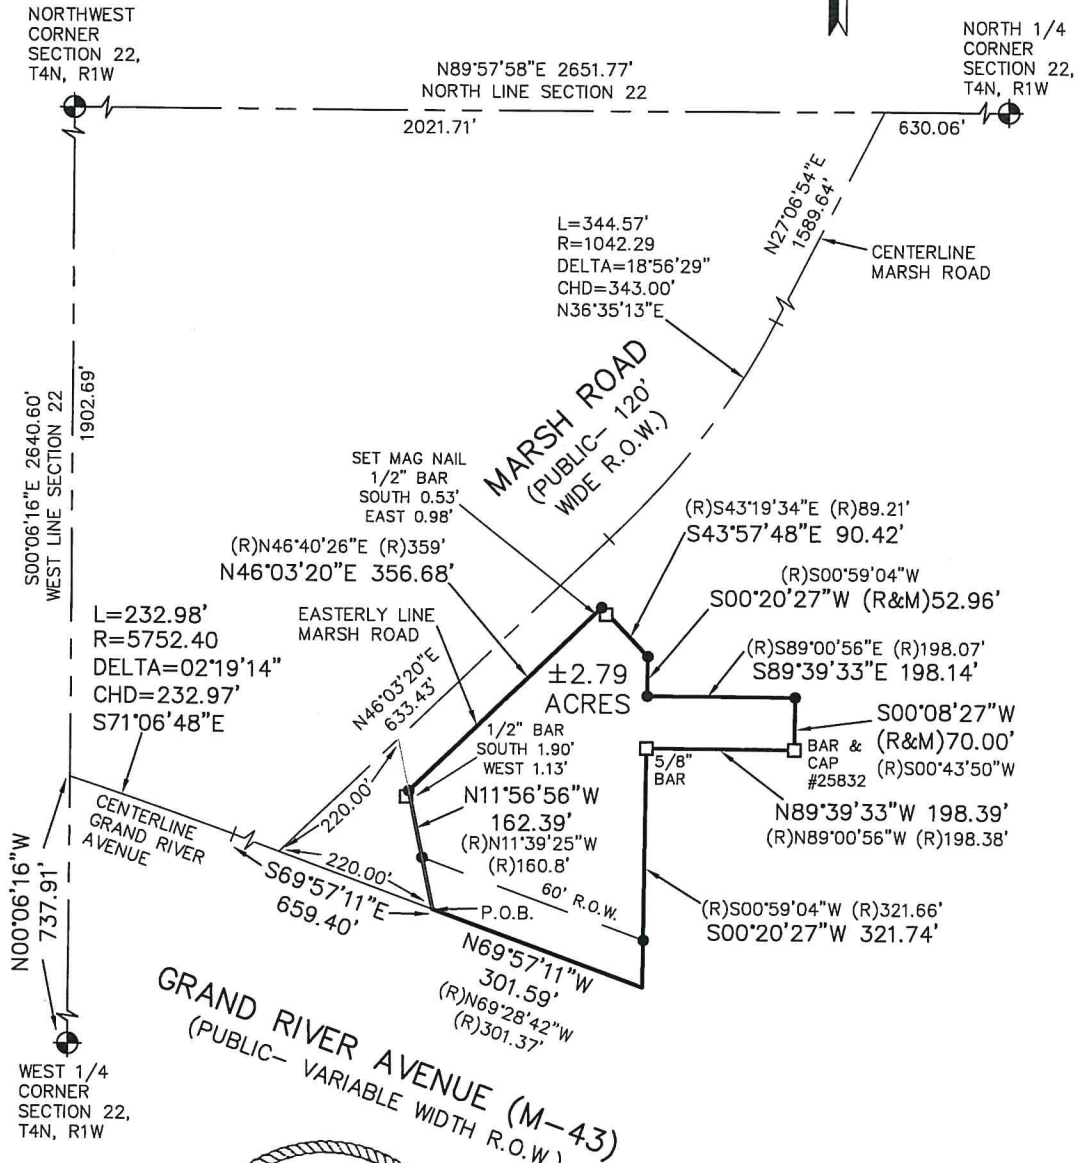 NORTHWEST
CORNER
SECTION 22,
T4N, R1W
NORTH 1/4
CORNER
SECTION 22,
T4N, R1W
N89°57'58"E 2651.77'
NORTH LINE SECTION 22
2021.71'
630.06'
N27°06'54"E
1589.64'
CENTERLINE
MARSH ROAD
L=344.57'
R=1042.29
DELTA=18°56'29"
CHD=343.00'
N36°35'13"E
S00°06'16"E 2640.60'
WEST LINE SECTION 22
1902.69'
MARSH ROAD
(PUBLIC- 120'
WIDE R.O.W.)
SET MAG NAIL
1/2" BAR
SOUTH 0.53'
EAST 0.98'
(R)N46°40'26"E (R)359'
N46°03'20"E 356.68'
(R)S43°19'34"E (R)89.21'
S43°57'48"E 90.42'
(R)S00°59'04"W
S00°20'27"W (R&M)52.96'
(R)S89°00'56"E (R)198.07'
S89°39'33"E 198.14'
L=232.98'
R=5752.40
DELTA=02°19'14"
CHD=232.97'
S71°06'48"E
EASTERLY LINE
MARSH ROAD
N46°03'20"E
633.43'
±2.79
ACRES
S00°08'27"W
(R&M)70.00'
(R)S00°43'50"W
BAR &
CAP
#25832
5/8"
BAR
1/2" BAR
SOUTH 1.90'
WEST 1.13'
N11°56'56"W
162.39'
(R)N11°39'25"W
(R)160.8'
N89°39'33"W 198.39'
(R)N89°00'56"W (R)198.38'
CENTERLINE
GRAND RIVER
AVENUE
220.00'
220.00'
S69°57'11"E
659.40'
60' R.O.W.
P.O.B.
(R)S00°59'04"W (R)321.66'
S00°20'27"W 321.74'
N00°06'16"W
737.91'
N69°57'11"W
301.59'
(R)N69°28'42"W
(R)301.37'
GRAND RIVER AVENUE (M-43)
(PUBLIC- VARIABLE WIDTH R.O.W.)
WEST 1/4
CORNER
SECTION 22,
T4N, R1W